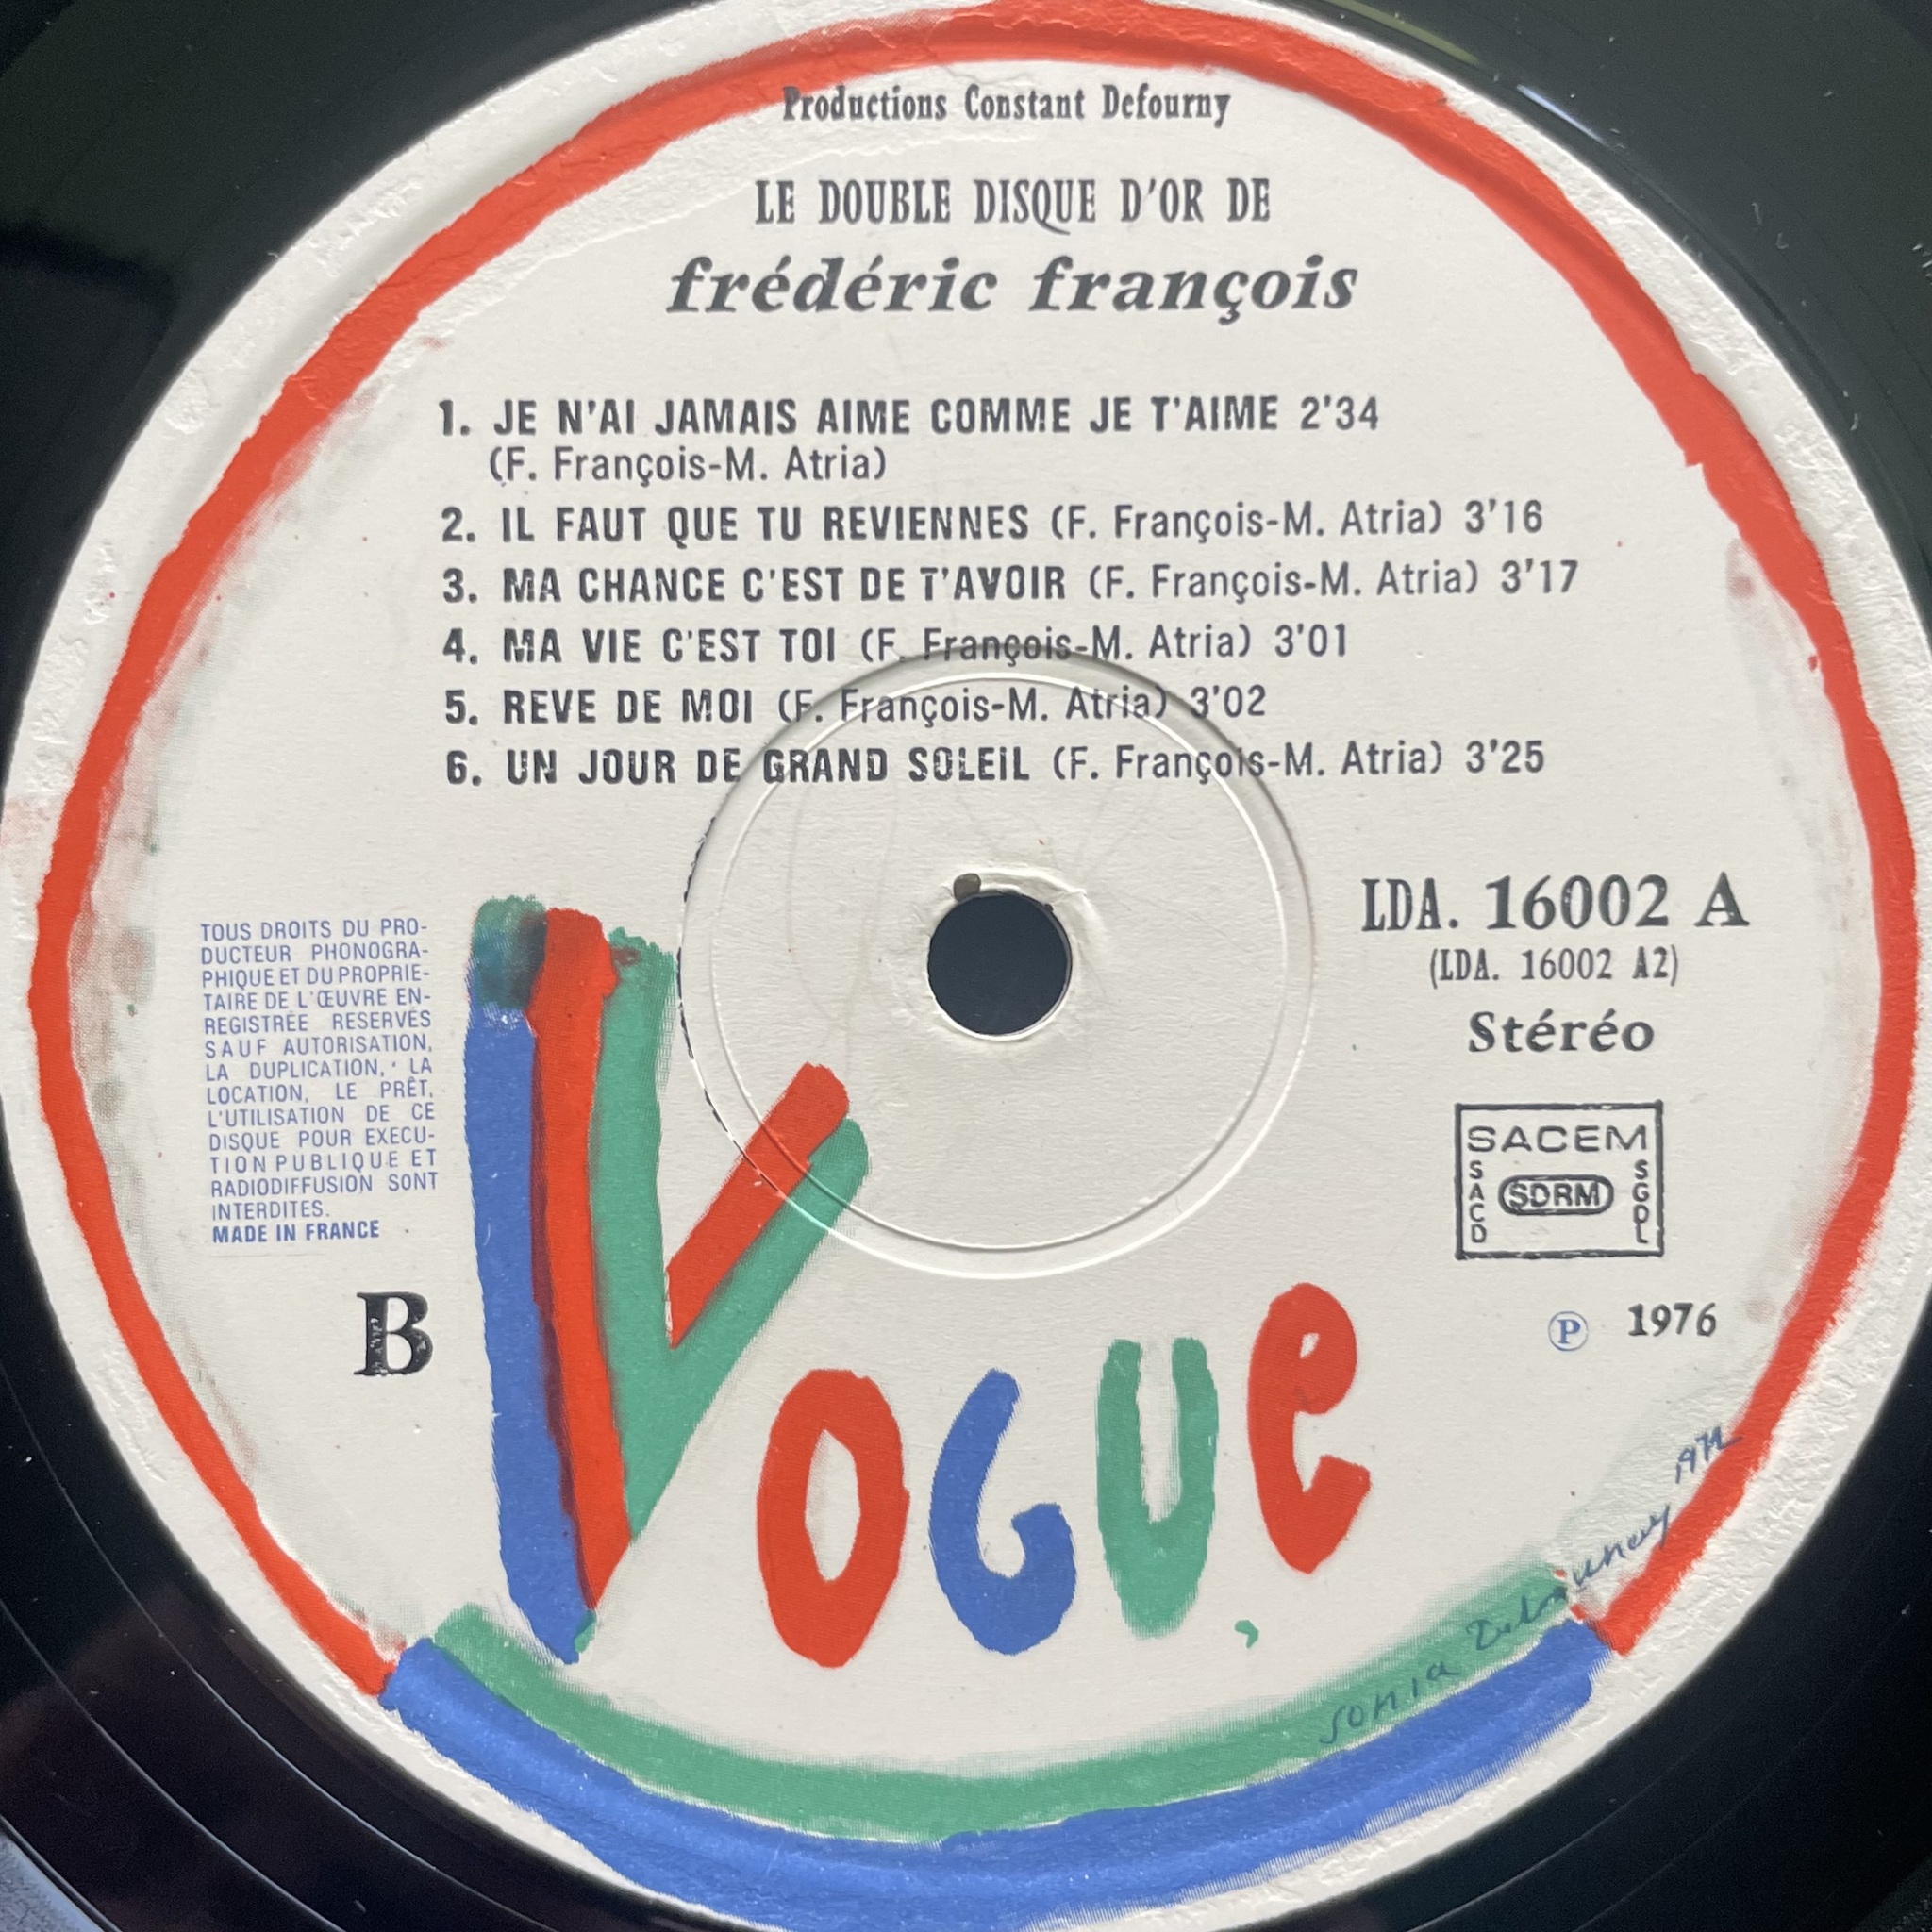 Productions Constant Defourny
LE DOUBLE DISQUE D'OR DE
frédéric françois
1. JE N'AI JAMAIS AIME COMME JE T'AIME 2'34
(F. François-M. Atria)
2. IL FAUT QUE TU REVIENNES (F. François-M. Atria) 3'16
3. MA CHANCE C'EST DE T'AVOIR (F. François-M. Atria) 3'17
4. MA VIE C'EST TOI (F. François-M. Atria) 3'01
5. REVE DE MOI (F. François-M. Atria) 3'02
6. UN JOUR DE GRAND SOLEIL (F. François-M. Atria) 3'25
TOUS DROITS DU PRO-
DUCTEUR PHONOGRA-
PHIQUE ET DU PROPRIE-
TAIRE DE L'ŒUVRE EN-
REGISTRÉE RESERVÉS
SAUF AUTORISATION,
LA DUPLICATION, LA
LOCATION, LE PRÊT,
L'UTILISATION DE CE
DISQUE POUR EXECU-
TION PUBLIQUE ET
RADIODIFFUSION SONT
INTERDITES.
MADE IN FRANCE
B
LDA. 16002 A
(LDA. 16002 A2)
Stéréo
SACEM
SACD
SDRM
SGDL
℗ 1976
VOGUe
sonia Delaunay 1972